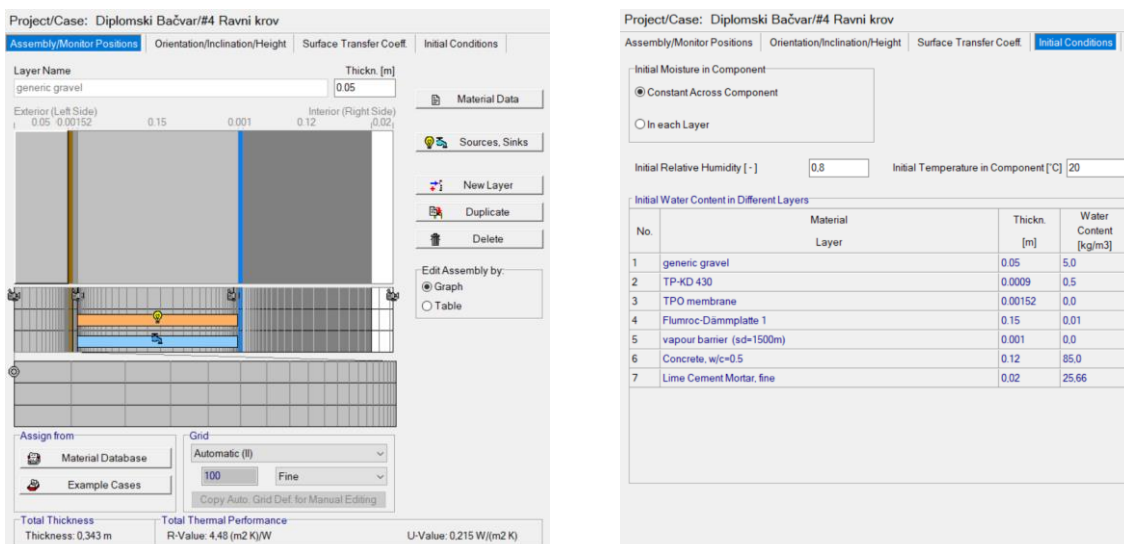 Project/Case: Diplomski Bačvar/#4 Ravni krov
Assembly/Monitor Positions Orientation/Inclination/Height Surface Transfer Coeff. Initial Conditions
Layer Name Thickn. [m]
generic gravel 0.05
Exterior (Left Side) Interior (Right Side)
0.05 0.00152 0.15 0.001 0.12 0.02
Material Data
Sources, Sinks
New Layer
Duplicate
Delete
Edit Assembly by:
Graph
Table
Assign from
Material Database
Example Cases
Grid
Automatic (II)
100 Fine
Copy Auto. Grid Def. for Manual Editing
Total Thickness
Thickness: 0,343 m
Total Thermal Performance
R-Value: 4,48 (m2 K)/W U-Value: 0,215 W/(m2 K)
Project/Case: Diplomski Bačvar/#4 Ravni krov
Assembly/Monitor Positions Orientation/Inclination/Height Surface Transfer Coeff. Initial Conditions
Initial Moisture in Component
Constant Across Component
In each Layer
Initial Relative Humidity [ - ] 0,8 Initial Temperature in Component [°C] 20
Initial Water Content in Different Layers
No. Material Layer Thickn. [m] Water Content [kg/m3]
1 generic gravel 0.05 5,0
2 TP-KD 430 0.0009 0,5
3 TPO membrane 0.00152 0.0
4 Flumroc-Dämmplatte 1 0.15 0,01
5 vapour barrier (sd=1500m) 0.001 0.0
6 Concrete, w/c=0.5 0.12 85,0
7 Lime Cement Mortar, fine 0.02 25,66